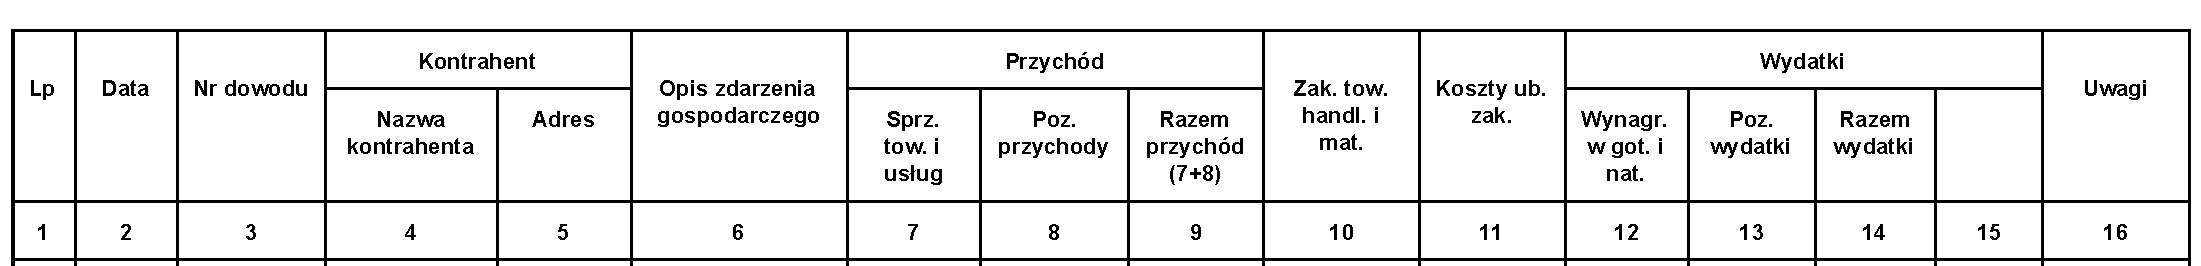 Lp
Data
Nr dowodu
Kontrahent
Nazwa
kontrahenta
Adres
Opis zdarzenia
gospodarczego
Przychód
Sprz.
tow. i
usług
Poz.
przychody
Razem
przychód
(7+8)
Zak. tow.
handl. i
mat.
Koszty ub.
zak.
Wydatki
Wynagr.
w got. i
nat.
Poz.
wydatki
Razem
wydatki
Uwagi
1 2 3 4 5 6 7 8 9 10 11 12 13 14 15 16